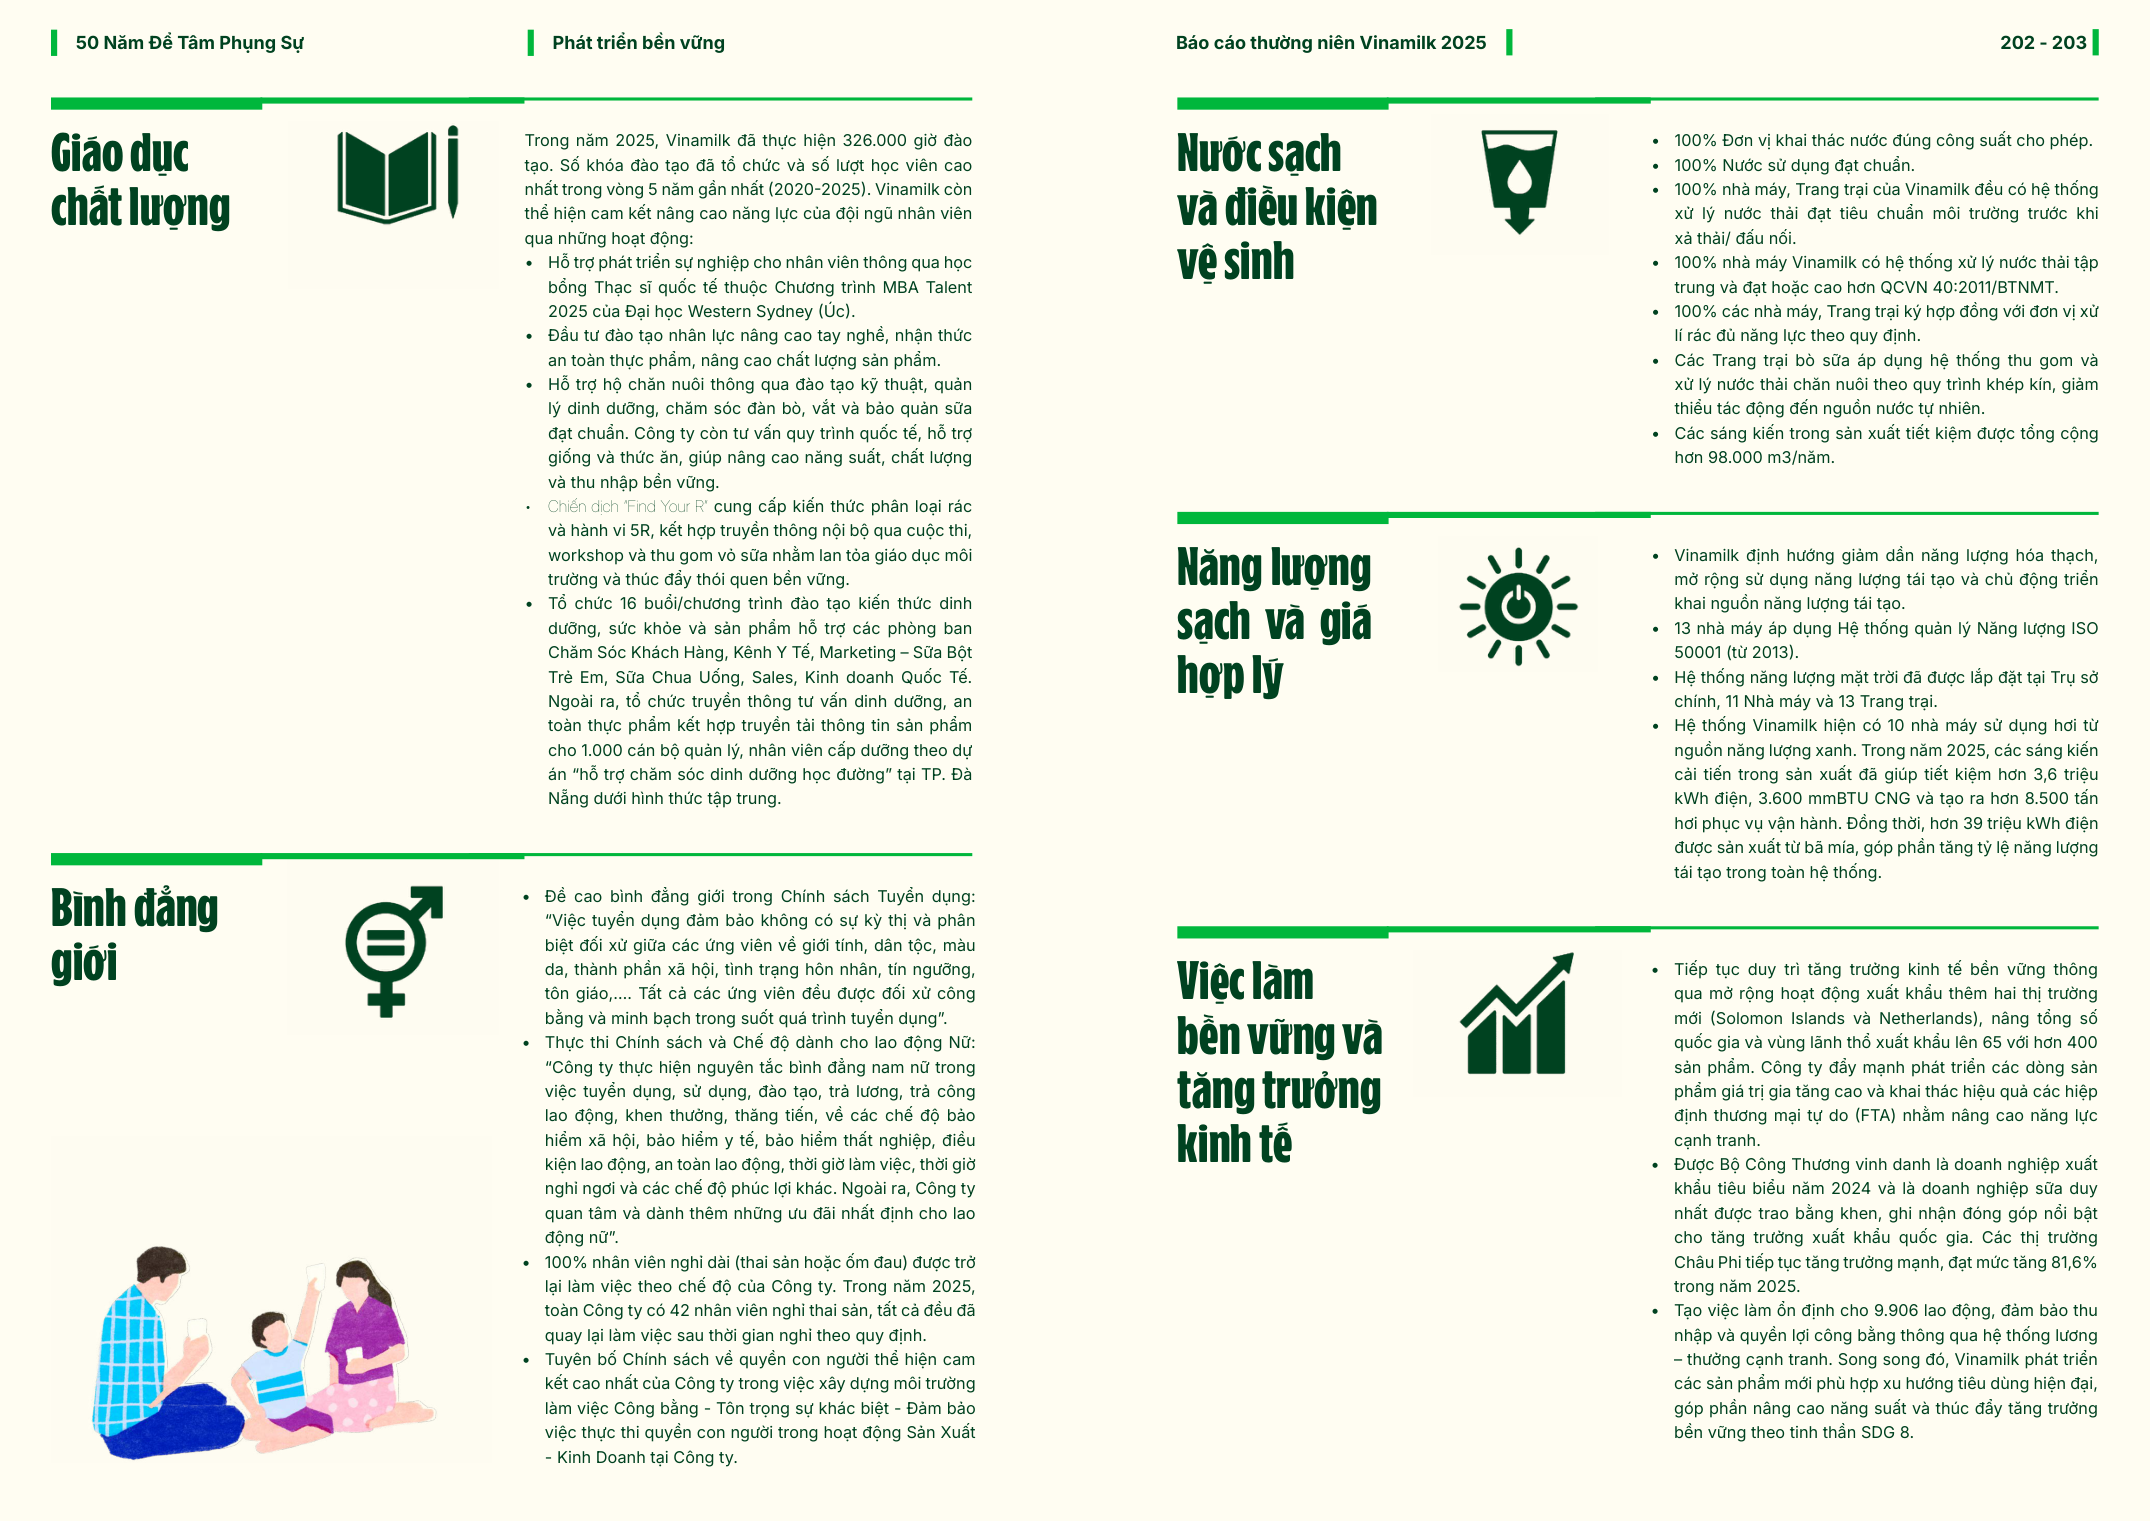 50 Năm Để Tâm Phụng Sự
Phát triển bền vững
Báo cáo thường niên Vinamilk 2025
202 - 203
Giáo dục
chất lượng
Trong năm 2025, Vinamilk đã thực hiện 326.000 giờ đào
tạo. Số khóa đào tạo đã tổ chức và số lượt học viên cao
nhất trong vòng 5 năm gần nhất (2020-2025). Vinamilk còn
thể hiện cam kết nâng cao năng lực của đội ngũ nhân viên
qua những hoạt động:
• Hỗ trợ phát triển sự nghiệp cho nhân viên thông qua học
bổng Thạc sĩ quốc tế thuộc Chương trình MBA Talent
2025 của Đại học Western Sydney (Úc).
• Đầu tư đào tạo nhân lực nâng cao tay nghề, nhận thức
an toàn thực phẩm, nâng cao chất lượng sản phẩm.
• Hỗ trợ hộ chăn nuôi thông qua đào tạo kỹ thuật, quản
lý dinh dưỡng, chăm sóc đàn bò, vắt và bảo quản sữa
đạt chuẩn. Công ty còn tư vấn quy trình quốc tế, hỗ trợ
giống và thức ăn, giúp nâng cao năng suất, chất lượng
và thu nhập bền vững.
• Chiến dịch “Find Your R” cung cấp kiến thức phân loại rác
và hành vi 5R, kết hợp truyền thông nội bộ qua cuộc thi,
workshop và thu gom vỏ sữa nhằm lan tỏa giáo dục môi
trường và thúc đẩy thói quen bền vững.
• Tổ chức 16 buổi/chương trình đào tạo kiến thức dinh
dưỡng, sức khỏe và sản phẩm hỗ trợ các phòng ban
Chăm Sóc Khách Hàng, Kênh Y Tế, Marketing – Sữa Bột
Trẻ Em, Sữa Chua Uống, Sales, Kinh doanh Quốc Tế.
Ngoài ra, tổ chức truyền thông tư vấn dinh dưỡng, an
toàn thực phẩm kết hợp truyền tải thông tin sản phẩm
cho 1.000 cán bộ quản lý, nhân viên cấp dưỡng theo dự
án “hỗ trợ chăm sóc dinh dưỡng học đường” tại TP. Đà
Nẵng dưới hình thức tập trung.
Bình đẳng
giới
• Đề cao bình đẳng giới trong Chính sách Tuyển dụng:
“Việc tuyển dụng đảm bảo không có sự kỳ thị và phân
biệt đối xử giữa các ứng viên về giới tính, dân tộc, màu
da, thành phần xã hội, tình trạng hôn nhân, tín ngưỡng,
tôn giáo,.... Tất cả các ứng viên đều được đối xử công
bằng và minh bạch trong suốt quá trình tuyển dụng”.
• Thực thi Chính sách và Chế độ dành cho lao động Nữ:
“Công ty thực hiện nguyên tắc bình đẳng nam nữ trong
việc tuyển dụng, sử dụng, đào tạo, trả lương, trả công
lao động, khen thưởng, thăng tiến, về các chế độ bảo
hiểm xã hội, bảo hiểm y tế, bảo hiểm thất nghiệp, điều
kiện lao động, an toàn lao động, thời giờ làm việc, thời giờ
nghỉ ngơi và các chế độ phúc lợi khác. Ngoài ra, Công ty
quan tâm và dành thêm những ưu đãi nhất định cho lao
động nữ”.
• 100% nhân viên nghỉ dài (thai sản hoặc ốm đau) được trở
lại làm việc theo chế độ của Công ty. Trong năm 2025,
toàn Công ty có 42 nhân viên nghỉ thai sản, tất cả đều đã
quay lại làm việc sau thời gian nghỉ theo quy định.
• Tuyên bố Chính sách về quyền con người thể hiện cam
kết cao nhất của Công ty trong việc xây dựng môi trường
làm việc Công bằng - Tôn trọng sự khác biệt - Đảm bảo
việc thực thi quyền con người trong hoạt động Sản Xuất
- Kinh Doanh tại Công ty.
Nước sạch
và điều kiện
vệ sinh
• 100% Đơn vị khai thác nước đúng công suất cho phép.
• 100% Nước sử dụng đạt chuẩn.
• 100% nhà máy, Trang trại của Vinamilk đều có hệ thống
xử lý nước thải đạt tiêu chuẩn môi trường trước khi
xả thải/ đấu nối.
• 100% nhà máy Vinamilk có hệ thống xử lý nước thải tập
trung và đạt hoặc cao hơn QCVN 40:2011/BTNMT.
• 100% các nhà máy, Trang trại ký hợp đồng với đơn vị xử
lí rác đủ năng lực theo quy định.
• Các Trang trại bò sữa áp dụng hệ thống thu gom và
xử lý nước thải chăn nuôi theo quy trình khép kín, giảm
thiểu tác động đến nguồn nước tự nhiên.
• Các sáng kiến trong sản xuất tiết kiệm được tổng cộng
hơn 98.000 m3/năm.
Năng lượng
sạch và giá
hợp lý
• Vinamilk định hướng giảm dần năng lượng hóa thạch,
mở rộng sử dụng năng lượng tái tạo và chủ động triển
khai nguồn năng lượng tái tạo.
• 13 nhà máy áp dụng Hệ thống quản lý Năng lượng ISO
50001 (từ 2013).
• Hệ thống năng lượng mặt trời đã được lắp đặt tại Trụ sở
chính, 11 Nhà máy và 13 Trang trại.
• Hệ thống Vinamilk hiện có 10 nhà máy sử dụng hơi từ
nguồn năng lượng xanh. Trong năm 2025, các sáng kiến
cải tiến trong sản xuất đã giúp tiết kiệm hơn 3,6 triệu
kWh điện, 3.600 mmBTU CNG và tạo ra hơn 8.500 tấn
hơi phục vụ vận hành. Đồng thời, hơn 39 triệu kWh điện
được sản xuất từ bã mía, góp phần tăng tỷ lệ năng lượng
tái tạo trong toàn hệ thống.
Việc làm
bền vững và
tăng trưởng
kinh tế
• Tiếp tục duy trì tăng trưởng kinh tế bền vững thông
qua mở rộng hoạt động xuất khẩu thêm hai thị trường
mới (Solomon Islands và Netherlands), nâng tổng số
quốc gia và vùng lãnh thổ xuất khẩu lên 65 với hơn 400
sản phẩm. Công ty đẩy mạnh phát triển các dòng sản
phẩm giá trị gia tăng cao và khai thác hiệu quả các hiệp
định thương mại tự do (FTA) nhằm nâng cao năng lực
cạnh tranh.
• Được Bộ Công Thương vinh danh là doanh nghiệp xuất
khẩu tiêu biểu năm 2024 và là doanh nghiệp sữa duy
nhất được trao bằng khen, ghi nhận đóng góp nổi bật
cho tăng trưởng xuất khẩu quốc gia. Các thị trường
Châu Phi tiếp tục tăng trưởng mạnh, đạt mức tăng 81,6%
trong năm 2025.
• Tạo việc làm ổn định cho 9.906 lao động, đảm bảo thu
nhập và quyền lợi công bằng thông qua hệ thống lương
– thưởng cạnh tranh. Song song đó, Vinamilk phát triển
các sản phẩm mới phù hợp xu hướng tiêu dùng hiện đại,
góp phần nâng cao năng suất và thúc đẩy tăng trưởng
bền vững theo tinh thần SDG 8.